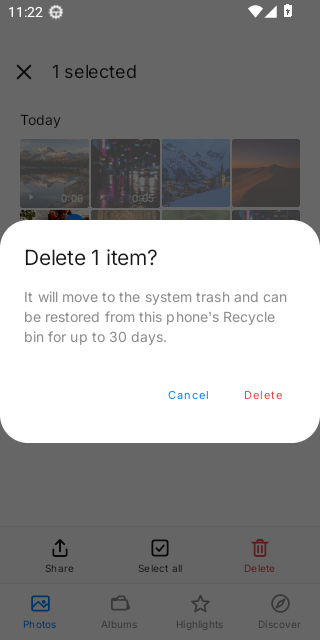 11:22
1 selected
Today
0:06
0:05
Delete 1 item?
It will move to the system trash and can
be restored from this phone's Recycle
bin for up to 30 days.
Cancel
Delete
Share
Select all
Delete
Photos
Albums
Highlights
Discover